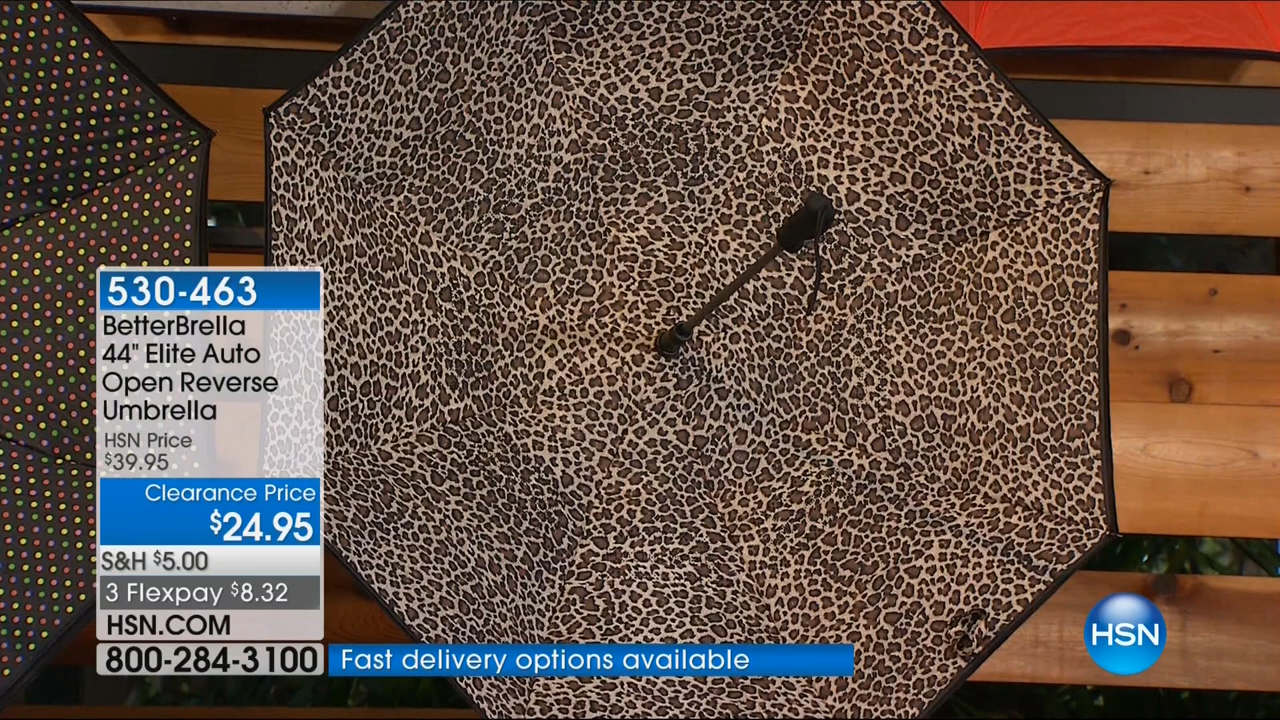 530-463
BetterBrella
44" Elite Auto
Open Reverse
Umbrella
HSN Price
$39.95
Clearance Price
$24.95
S&H $5.00
3 Flexpay $8.32
HSN.COM
800-284-3100
Fast delivery options available
HSN